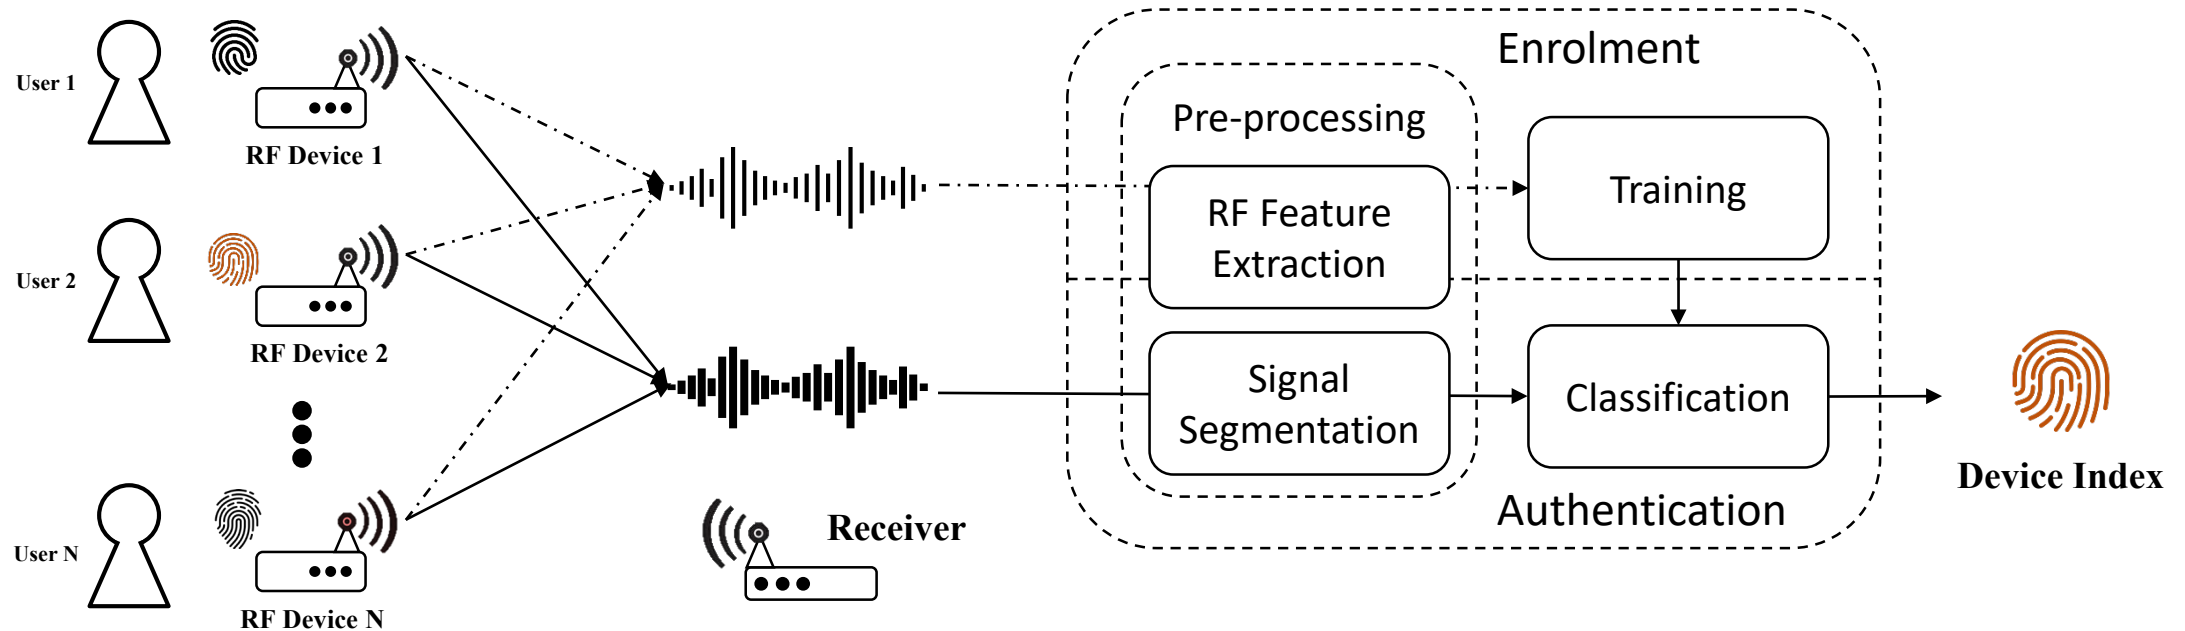 User 1
RF Device 1
User 2
RF Device 2
User N
RF Device N
Receiver
Enrolment
Pre-processing
RF Feature
Extraction
Training
Signal
Segmentation
Classification
Authentication
Device Index